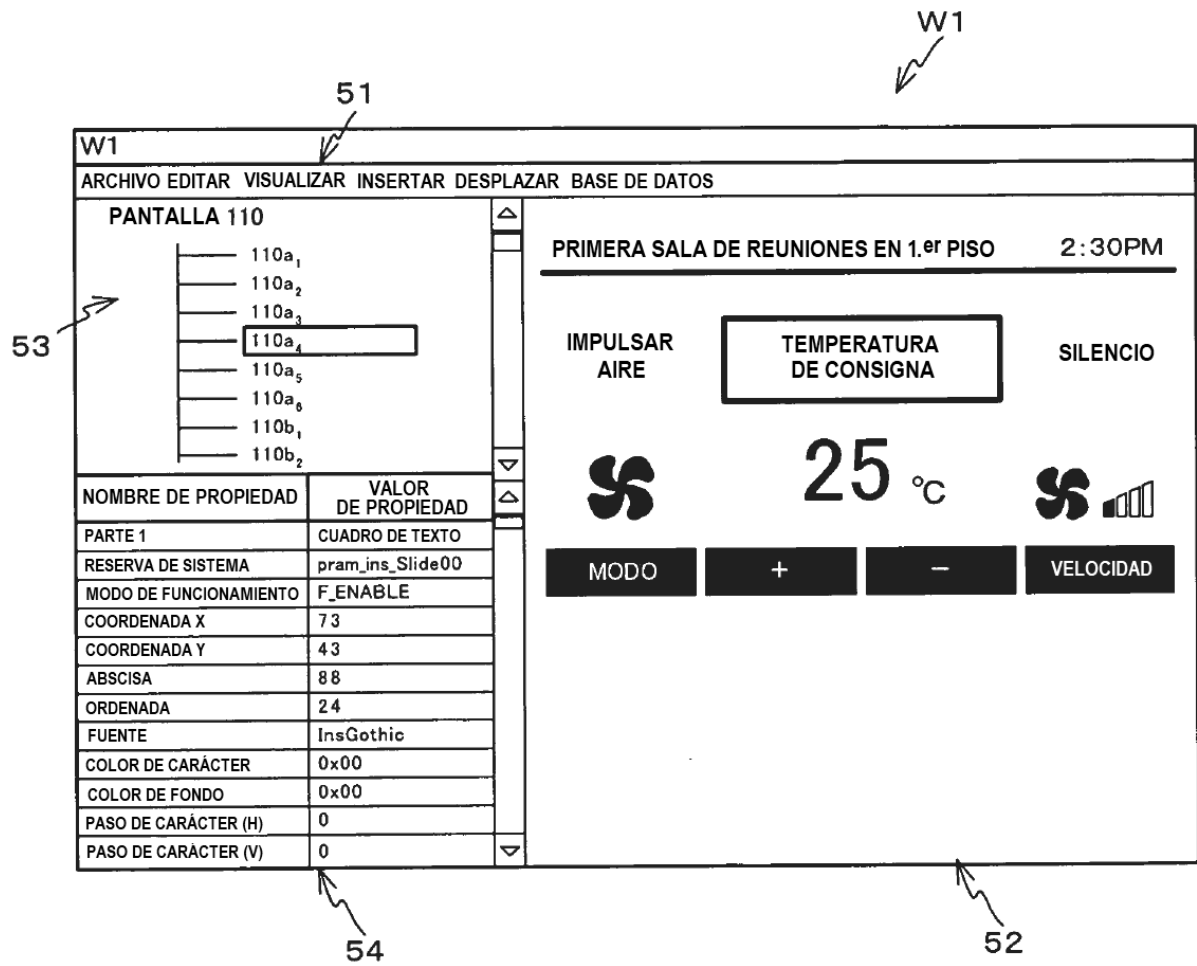 W1
51
W1
ARCHIVO EDITAR VISUALIZAR INSERTAR DESPLAZAR BASE DE DATOS
PANTALLA 110
110a₁
110a₂
110a₃
110a₄
110a₅
110a₆
110b₁
110b₂
53
NOMBRE DE PROPIEDAD VALOR DE PROPIEDAD
PARTE 1 CUADRO DE TEXTO
RESERVA DE SISTEMA pram_ins_Slide00
MODO DE FUNCIONAMIENTO F_ENABLE
COORDENADA X 73
COORDENADA Y 43
ABSCISA 88
ORDENADA 24
FUENTE InsGothic
COLOR DE CARÁCTER 0x00
COLOR DE FONDO 0x00
PASO DE CARÁCTER (H) 0
PASO DE CARÁCTER (V) 0
54
PRIMERA SALA DE REUNIONES EN 1.er PISO 2:30PM
IMPULSAR
AIRE
TEMPERATURA
DE CONSIGNA
SILENCIO
25 °C
MODO + − VELOCIDAD
52